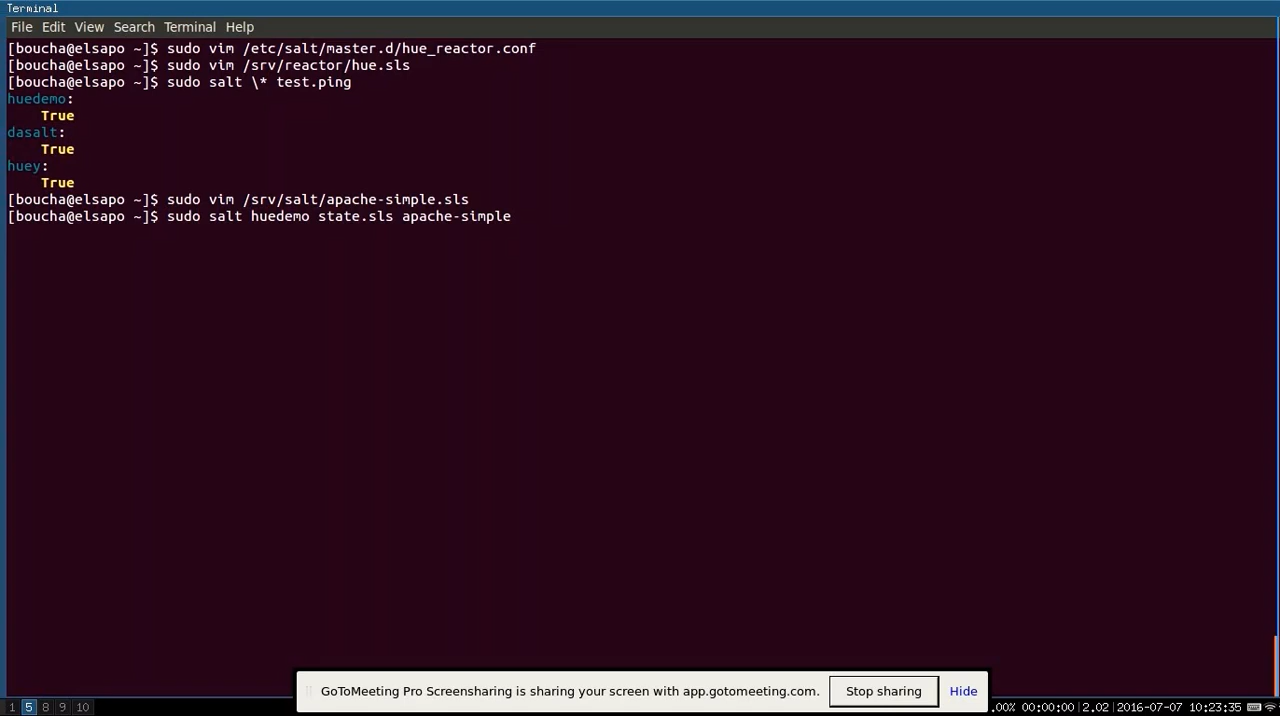 Terminal
File Edit View Search Terminal Help
[boucha@elsapo ~]$ sudo vim /etc/salt/master.d/hue_reactor.conf
[boucha@elsapo ~]$ sudo vim /srv/reactor/hue.sls
[boucha@elsapo ~]$ sudo salt \* test.ping
huedemo:
    True
dasalt:
    True
huey:
    True
[boucha@elsapo ~]$ sudo vim /srv/salt/apache-simple.sls
[boucha@elsapo ~]$ sudo salt huedemo state.sls apache-simple
GoToMeeting Pro Screensharing is sharing your screen with app.gotomeeting.com. Stop sharing Hide
1 5 8 9 10 .00% 00:00:00 | 2.02 | 2016-07-07 10:23:35